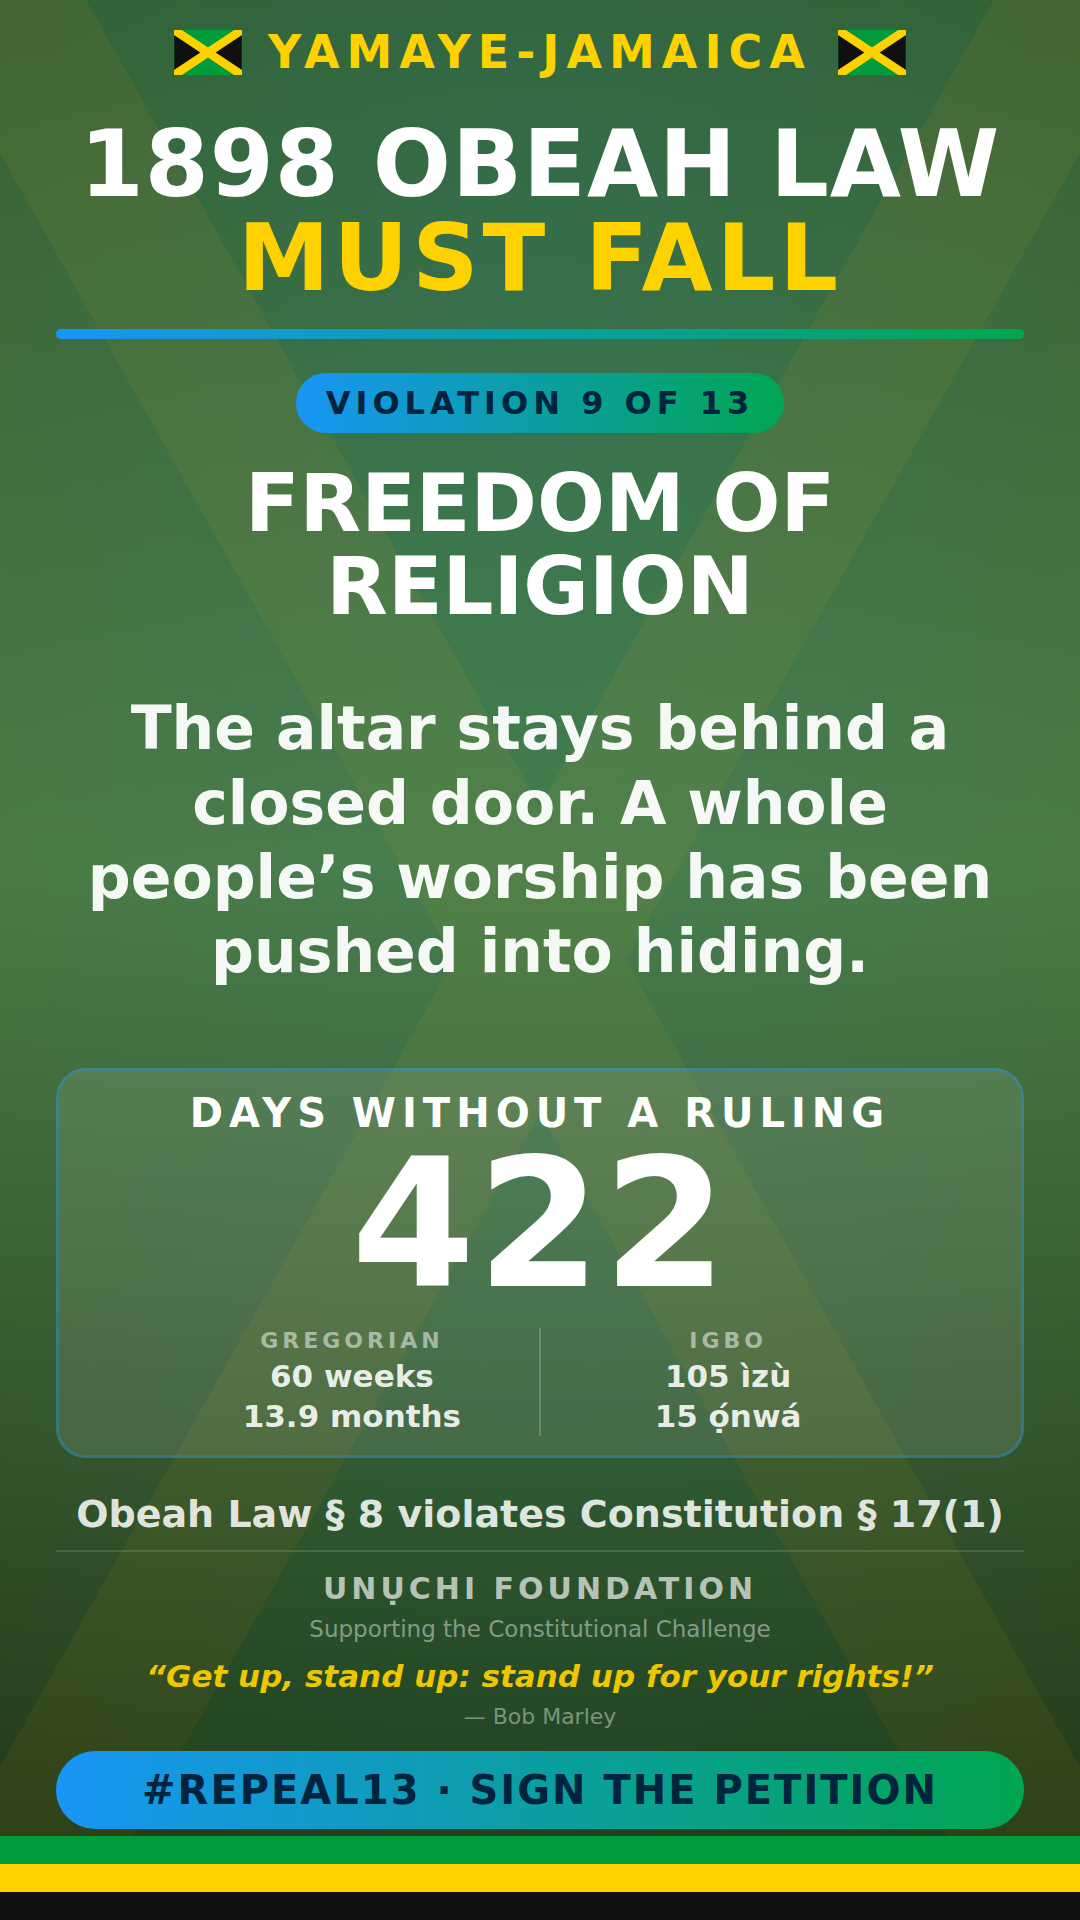 YAMAYE-JAMAICA
1898 OBEAH LAW
MUST FALL
VIOLATION 9 OF 13
FREEDOM OF
RELIGION
The altar stays behind a
closed door. A whole
people’s worship has been
pushed into hiding.
DAYS WITHOUT A RULING
422
GREGORIAN
60 weeks
13.9 months
IGBO
105 ìzù
15 ọ́nwá
Obeah Law § 8 violates Constitution § 17(1)
UNỤCHI FOUNDATION
Supporting the Constitutional Challenge
“Get up, stand up: stand up for your rights!”
— Bob Marley
#REPEAL13 · SIGN THE PETITION